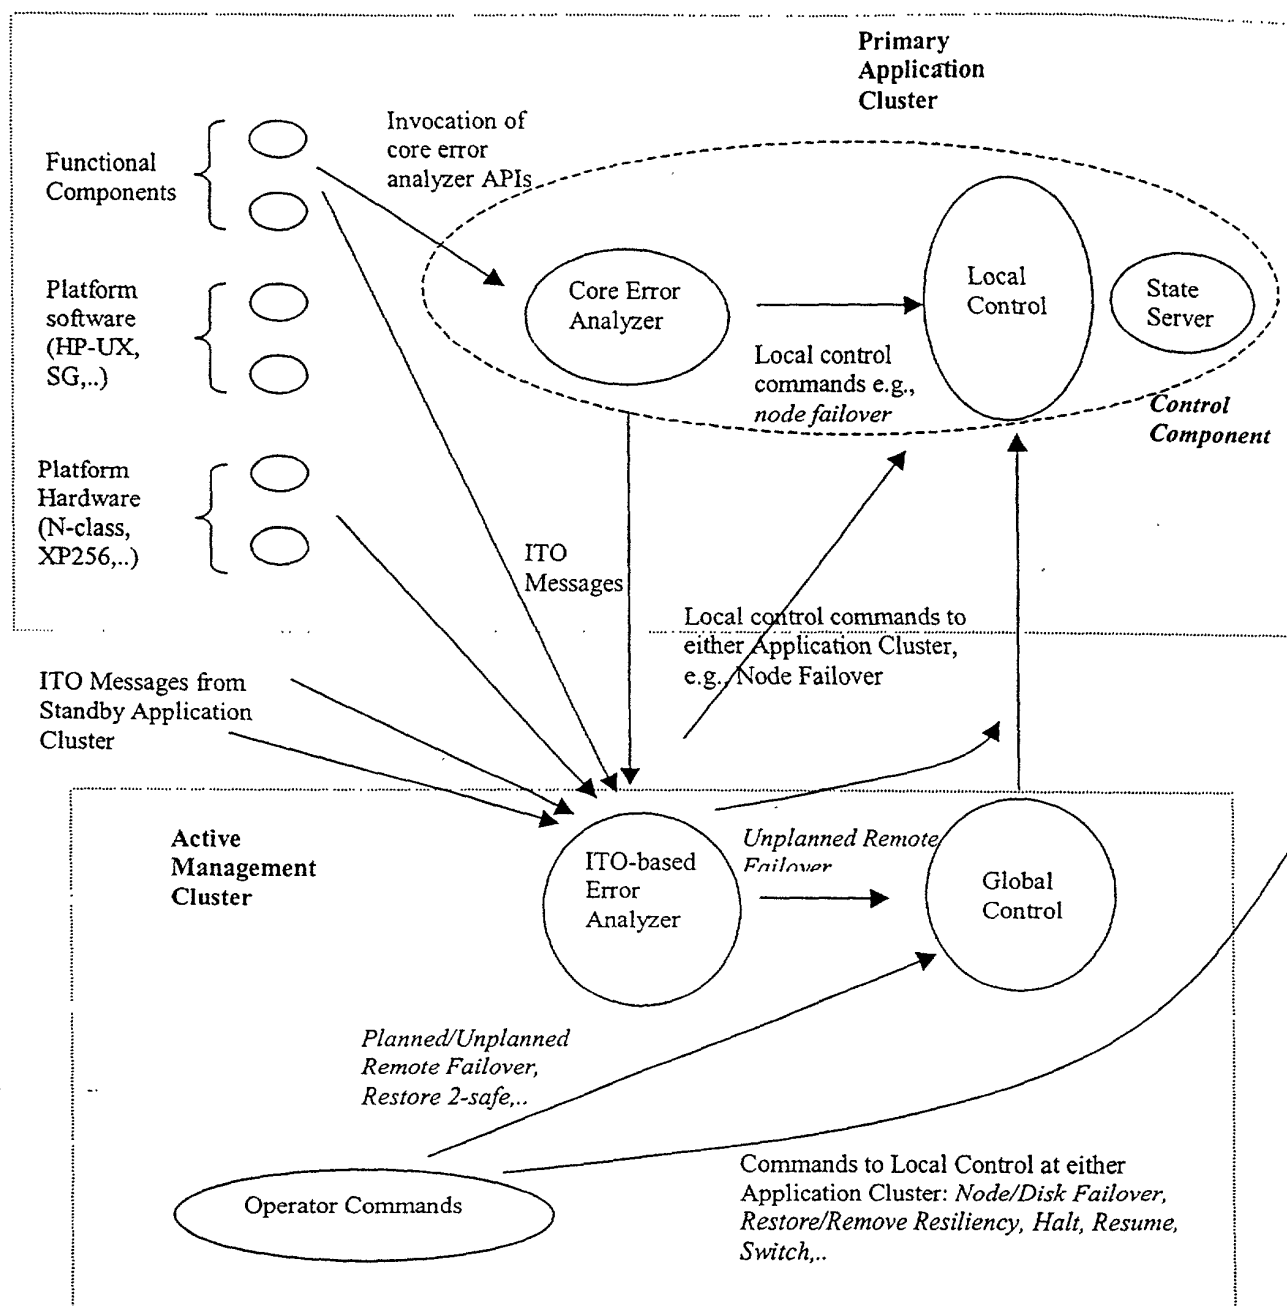 Primary
Application
Cluster
Invocation of
core error
analyzer APIs
Functional
Components
Platform
software
(HP-UX,
SG,..)
Core Error
Analyzer
Local
Control
State
Server
Local control
commands e.g.,
node failover
Control
Component
Platform
Hardware
(N-class,
XP256,..)
ITO
Messages
Local control commands to
either Application Cluster,
e.g., Node Failover
ITO Messages from
Standby Application
Cluster
Active
Management
Cluster
ITO-based
Error
Analyzer
Unplanned Remote
Failover
Global
Control
Planned/Unplanned
Remote Failover,
Restore 2-safe,..
Operator Commands
Commands to Local Control at either
Application Cluster: Node/Disk Failover,
Restore/Remove Resiliency, Halt, Resume,
Switch,..